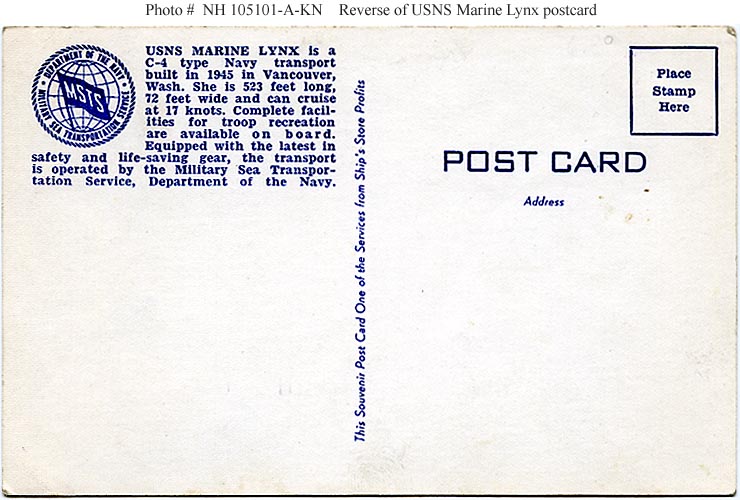 Photo # NH 105101-A-KN Reverse of USNS Marine Lynx postcard
DEPARTMENT OF THE NAVY
MSTS
MILITARY SEA TRANSPORTATION SERVICE
USNS MARINE LYNX is a
C-4 type Navy transport
built in 1945 in Vancouver,
Wash. She is 523 feet long,
72 feet wide and can cruise
at 17 knots. Complete facil-
ities for troop recreation
are available on board.
Equipped with the latest in
safety and life-saving gear, the transport
is operated by the Military Sea Transpor-
tation Service, Department of the Navy.
This Souvenir Post Card One of the Services from Ship's Store Profits
Place
Stamp
Here
POST CARD
Address